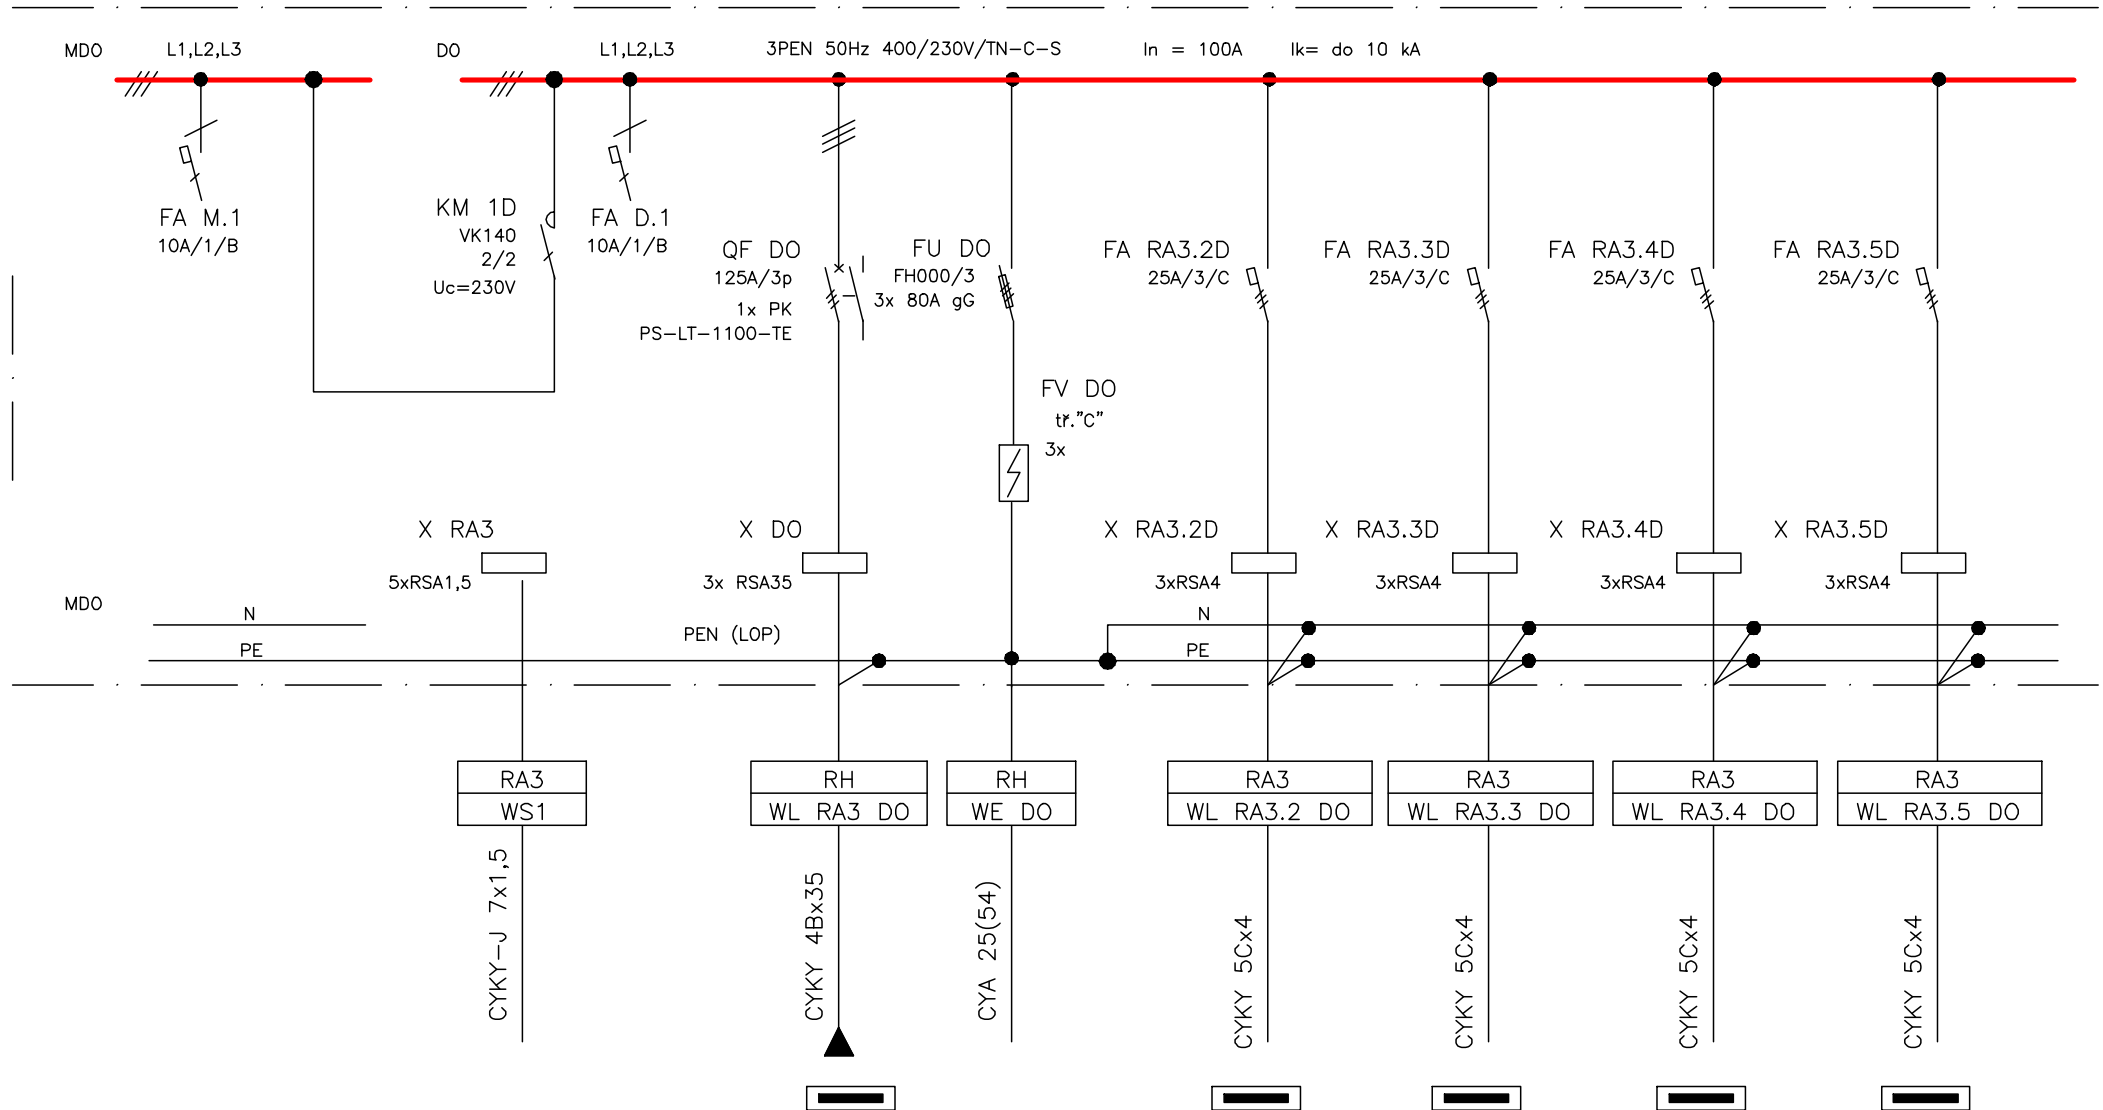 MDO L1,L2,L3 DO L1,L2,L3 3PEN 50Hz 400/230V/TN-C-S In = 100A Ik= do 10 kA
FA M.1
10A/1/B
KM 1D
VK140
2/2
Uc=230V
FA D.1
10A/1/B
QF DO
125A/3p
1x PK
PS-LT-1100-TE
FU DO
FH000/3
3x 80A gG
FA RA3.2D
25A/3/C
FA RA3.3D
25A/3/C
FA RA3.4D
25A/3/C
FA RA3.5D
25A/3/C
FV DO
tř."C"
3x
X RA3
5xRSA1,5
X DO
3x RSA35
X RA3.2D
3xRSA4
X RA3.3D
3xRSA4
X RA3.4D
3xRSA4
X RA3.5D
3xRSA4
MDO
N
PE
PEN (LOP)
N
PE
RA3
WS1
RH
WL RA3 DO
RH
WE DO
RA3
WL RA3.2 DO
RA3
WL RA3.3 DO
RA3
WL RA3.4 DO
RA3
WL RA3.5 DO
CYKY-J 7x1,5
CYKY 4Bx35
CYA 25(54)
CYKY 5Cx4
CYKY 5Cx4
CYKY 5Cx4
CYKY 5Cx4